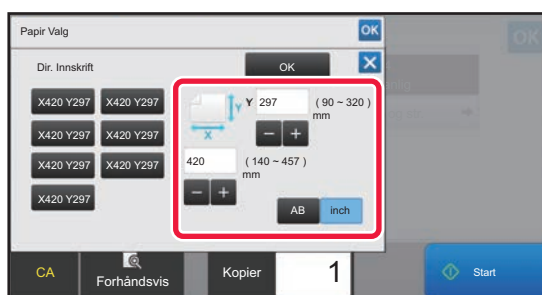 Papir Valg
OK
Dir. Innskrift
OK
X420 Y297 X420 Y297
X420 Y297 X420 Y297
X420 Y297 X420 Y297
X420 Y297
Y
Y 297 (90 ~ 320)
mm
X
420 (140 ~ 457)
mm
AB inch
OK
CA
Forhåndsvis
Kopier 1
Start